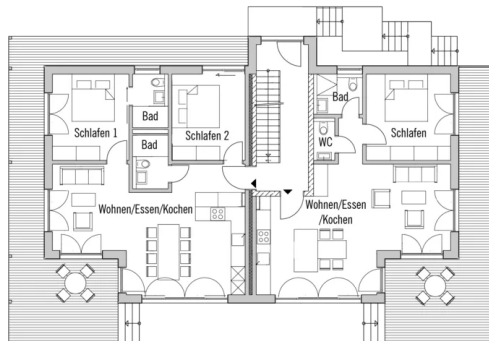 Schlafen 1
Bad
Bad
Schlafen 2
Bad
WC
Schlafen
Wohnen/Essen/Kochen
Wohnen/Essen
/Kochen